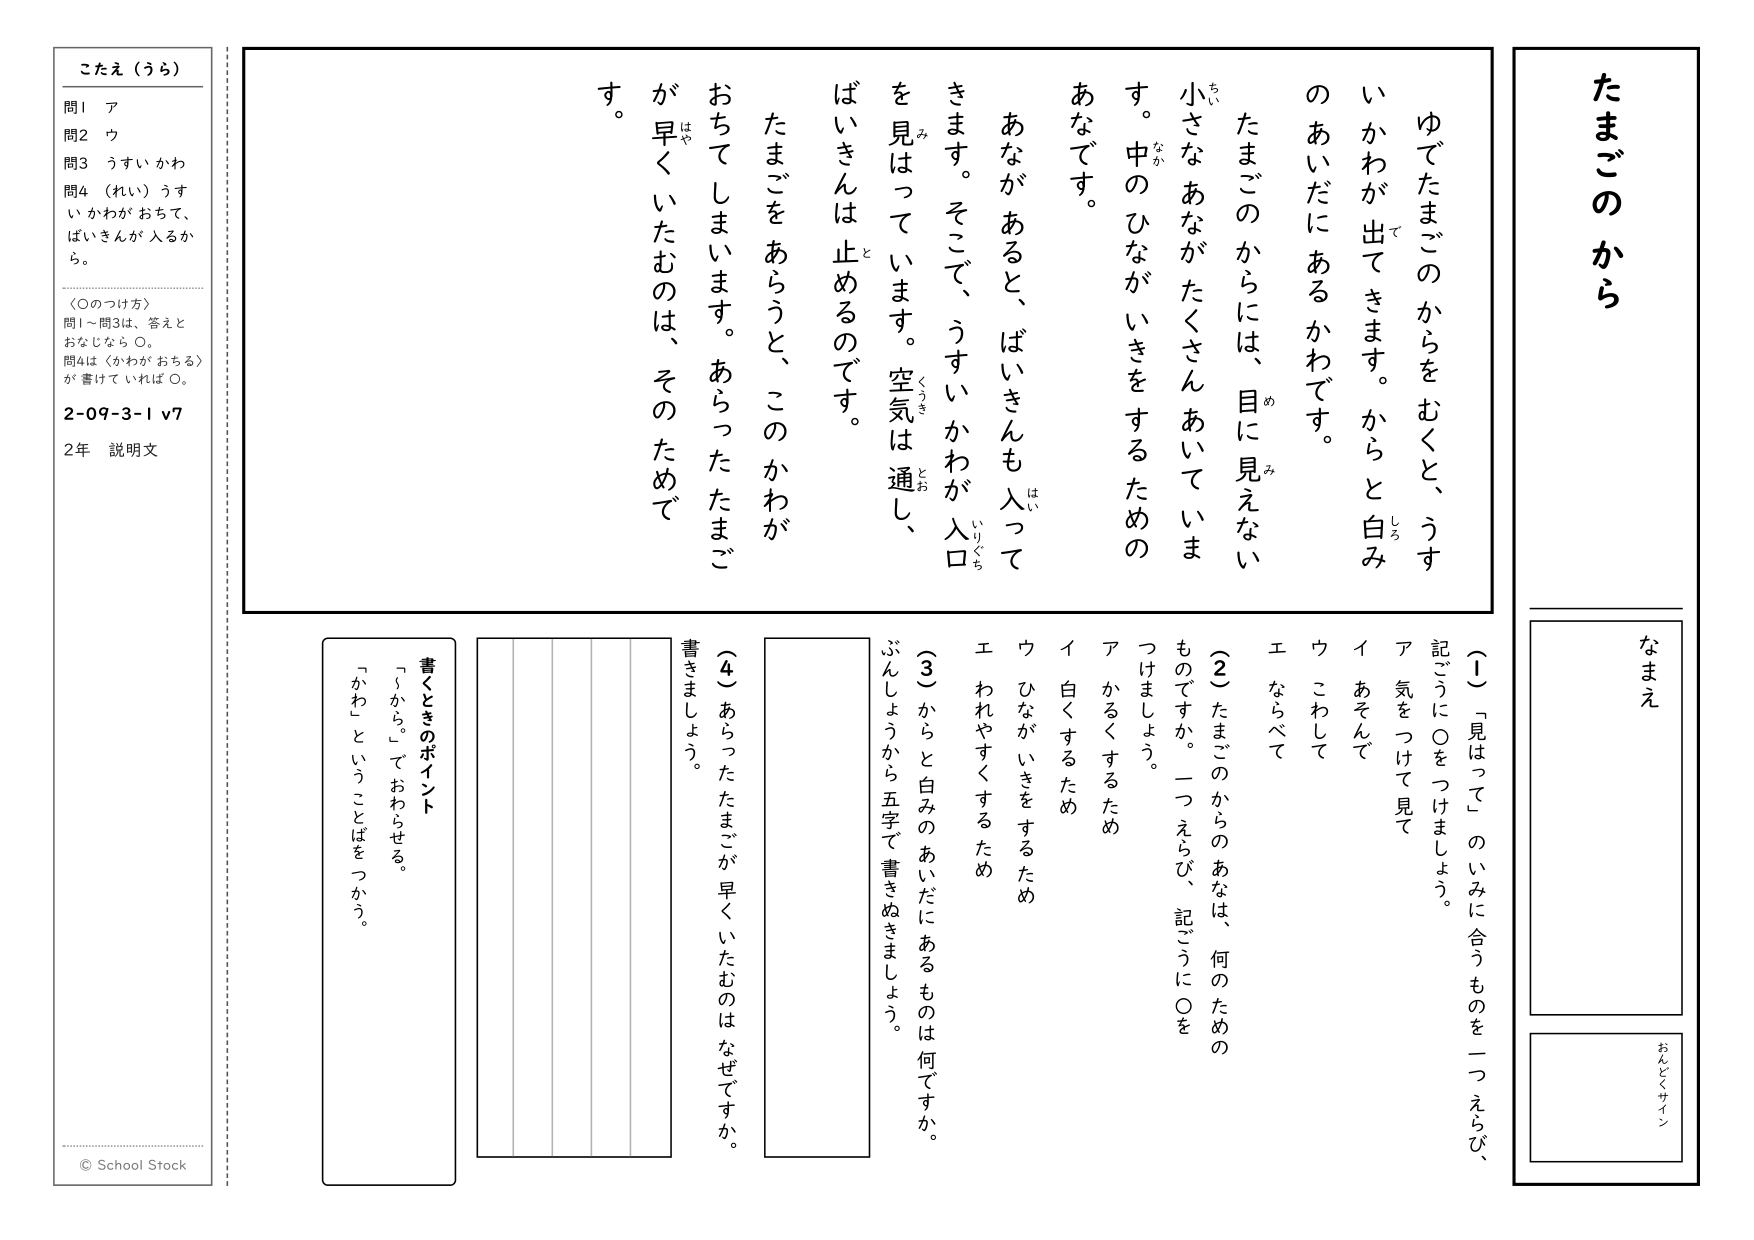 たまごの から
なまえ
おんどくサイン
ゆでたまごの からを むくと、うす
い かわが 出て きます。からと 白み
の あいだに ある かわです。
たまごの からには、目に 見えない
小さな あなが たくさん あいて いま
す。中の ひなが いきを する ための
あなです。
あなが あると、ばいきんも 入って
きます。そこで、うすい かわが 入口
を 見はって います。空気は 通し、
ばいきんは 止めるのです。
たまごを あらうと、この かわが
おちて しまいます。あらった たまご
が 早く いたむのは、その ためで
す。
(1)「見はって」の いみに 合う ものを 一つ えらび、
記ごうに 〇を つけましょう。
ア 気を つけて 見て
イ あそんで
ウ こわして
エ ならべて
(2)たまごの からの あなは、何の ための
ものですか。一つ えらび、記ごうに 〇を
つけましょう。
ア かるく する ため
イ 白く する ため
ウ ひなが いきを する ため
エ われやすく する ため
(3)からと 白みの あいだに ある ものは 何ですか。
ぶんしょうから 五字で 書きぬきましょう。
(4)あらった たまごが 早く いたむのは なぜですか。
書きましょう。
書くときのポイント
「〜から。」で おわらせる。
「かわ」と いう ことばを つかう。
こたえ(うら)
問1 ア
問2 ウ
問3 うすい かわ
問4 (れい)うす
い かわが おちて、
ばいきんが 入るか
ら。
〈〇のつけ方〉
問1～問3は、答えと
おなじなら 〇。
問4は〈かわが おちる〉
が 書けて いれば 〇。
2-09-3-1 v7
2年 説明文
© School Stock